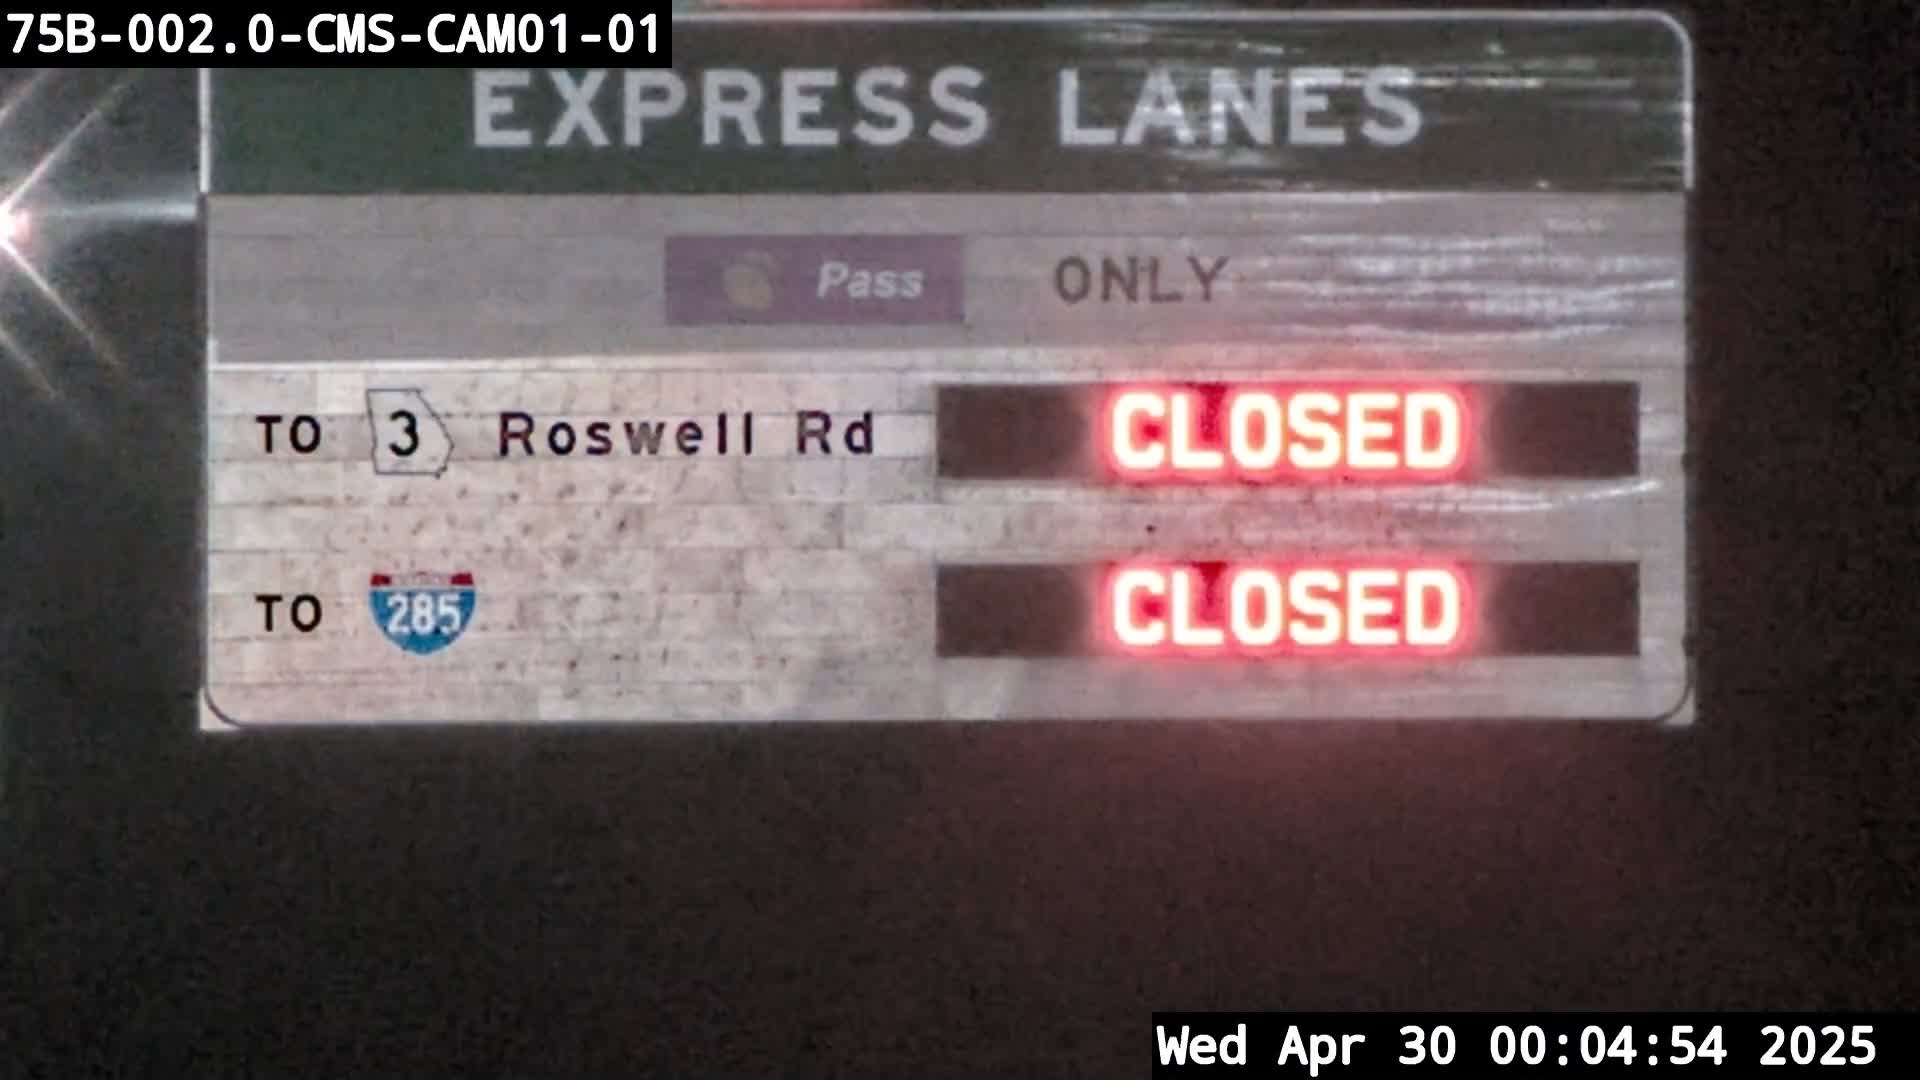 75B-002.0-CMS-CAM01-01
EXPRESS LANES
Pass ONLY
TO 3 Roswell Rd CLOSED
TO 285 CLOSED
Wed Apr 30 00:04:54 2025